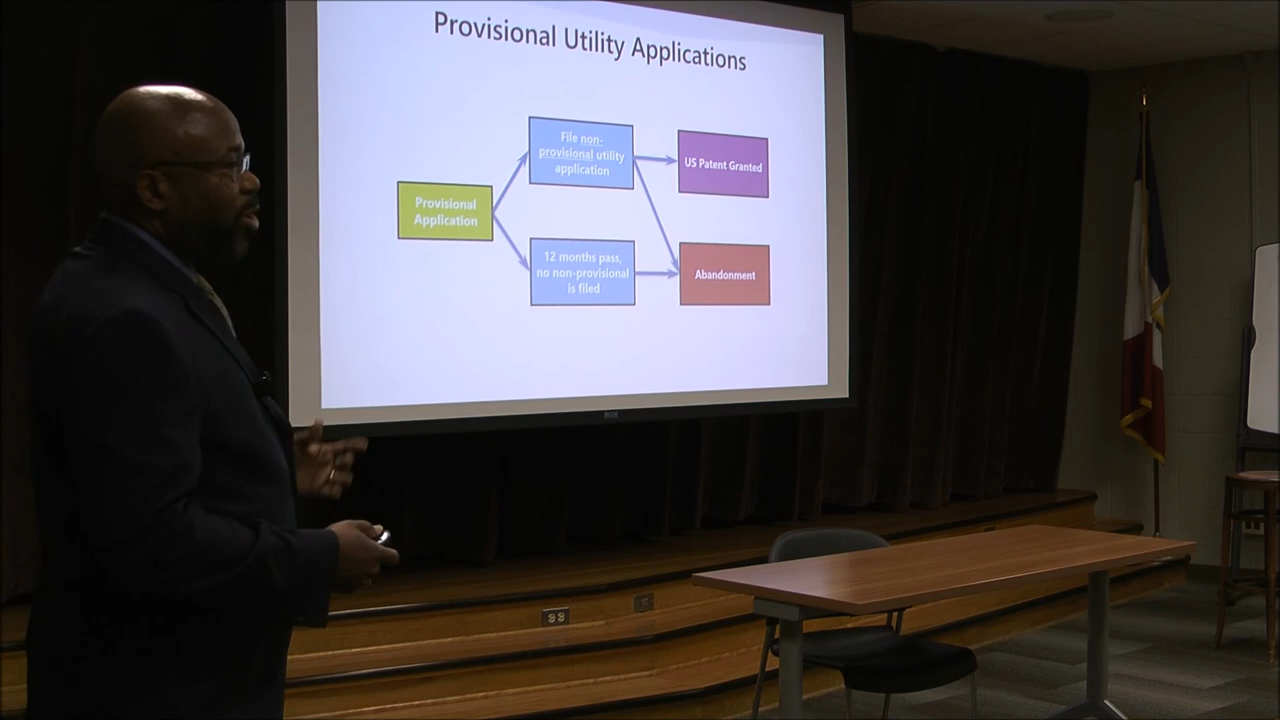 Provisional Utility Applications
File non-
provisional utility
application
US Patent Granted
Provisional
Application
12 months pass,
no non-provisional
is filed
Abandonment